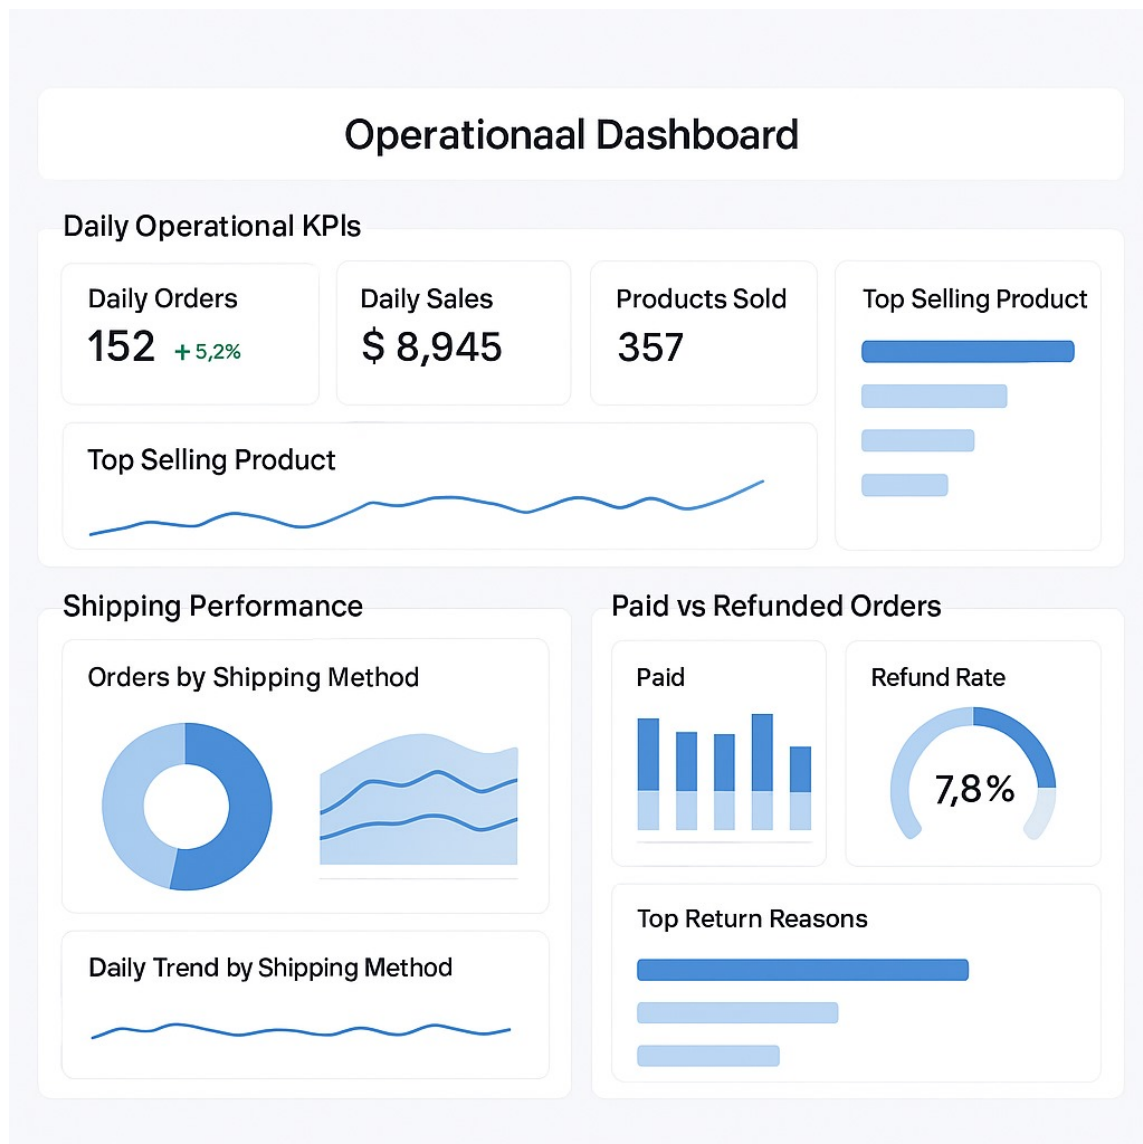 Operationaal Dashboard
Daily Operational KPIs
Daily Orders
152 +5,2%
Daily Sales
$ 8,945
Products Sold
357
Top Selling Product
Top Selling Product
Shipping Performance
Orders by Shipping Method
Daily Trend by Shipping Method
Paid vs Refunded Orders
Paid
Refund Rate
7,8%
Top Return Reasons